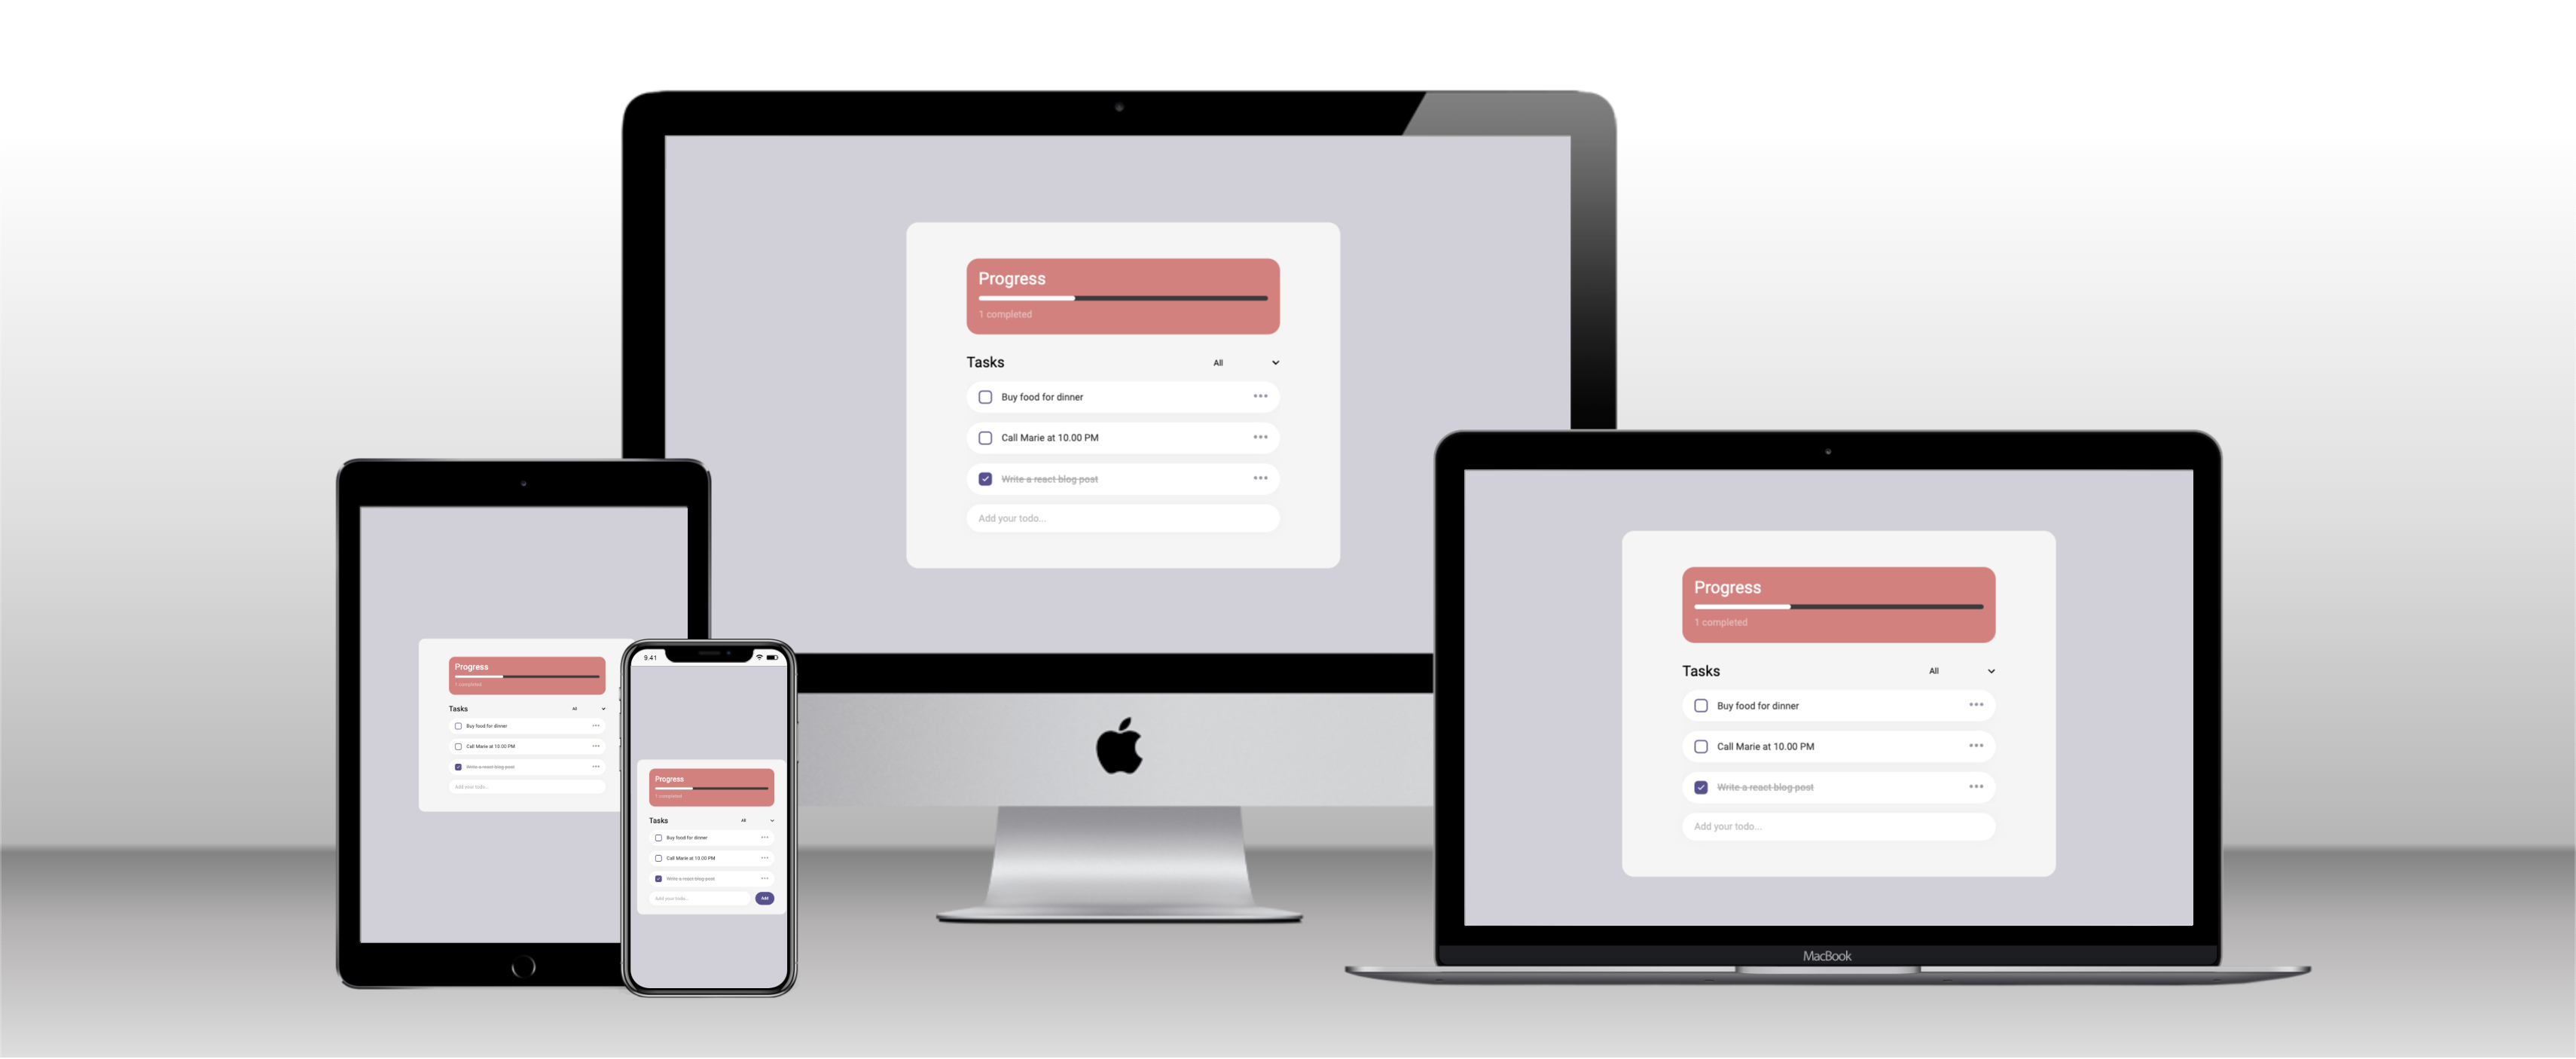 Progress
1 completed
Tasks
All
Buy food for dinner
Call Marie at 10.00 PM
Write a react blog post
Add your todo...
Progress
1 completed
Tasks
All
Buy food for dinner
Call Marie at 10.00 PM
Write a react blog post
Add your todo...
MacBook
Progress
1 completed
Tasks
All
Buy food for dinner
Call Marie at 10.00 PM
Write a react blog post
Add your todo...
9.41
Progress
1 completed
Tasks
All
Buy food for dinner
Call Marie at 10.00 PM
Write a react blog post
Add your todo...
Add